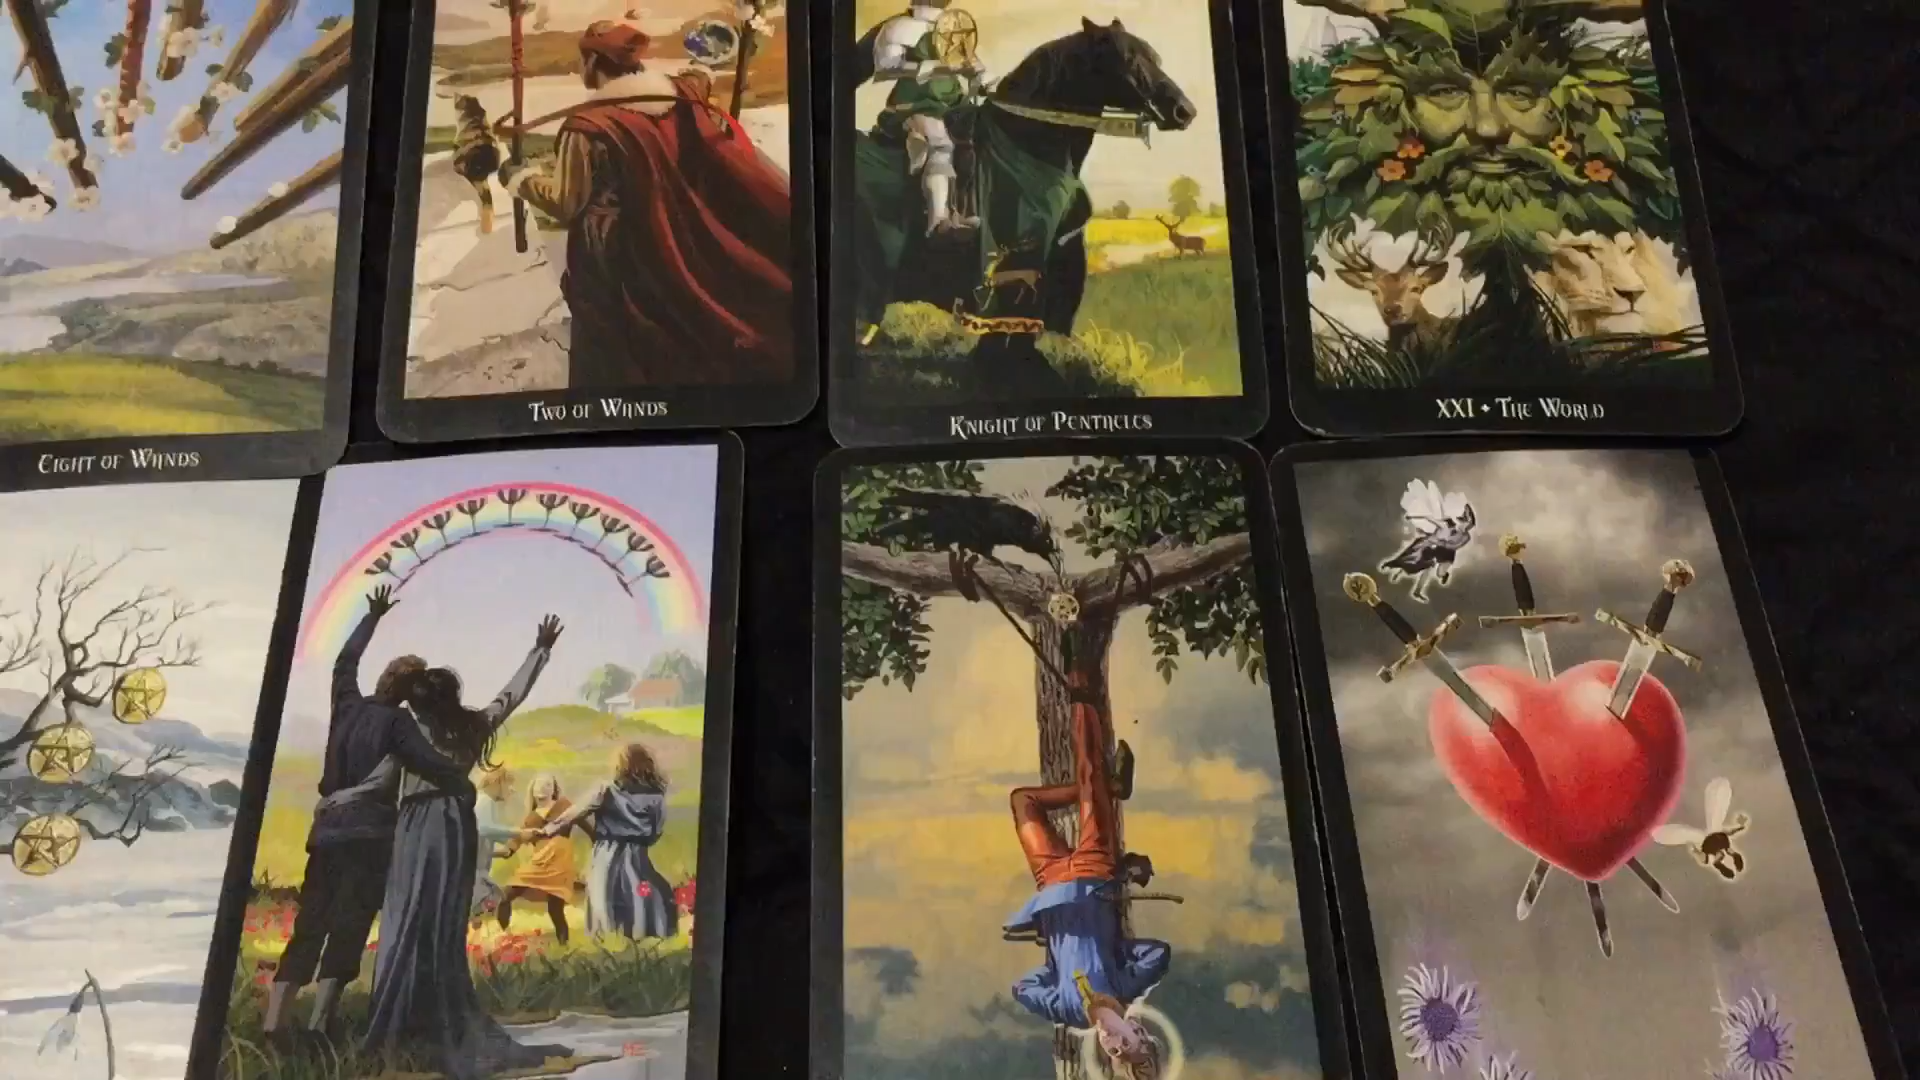 Two of Wands
Knight of Pentacles
XXI • The World
Eight of Wands